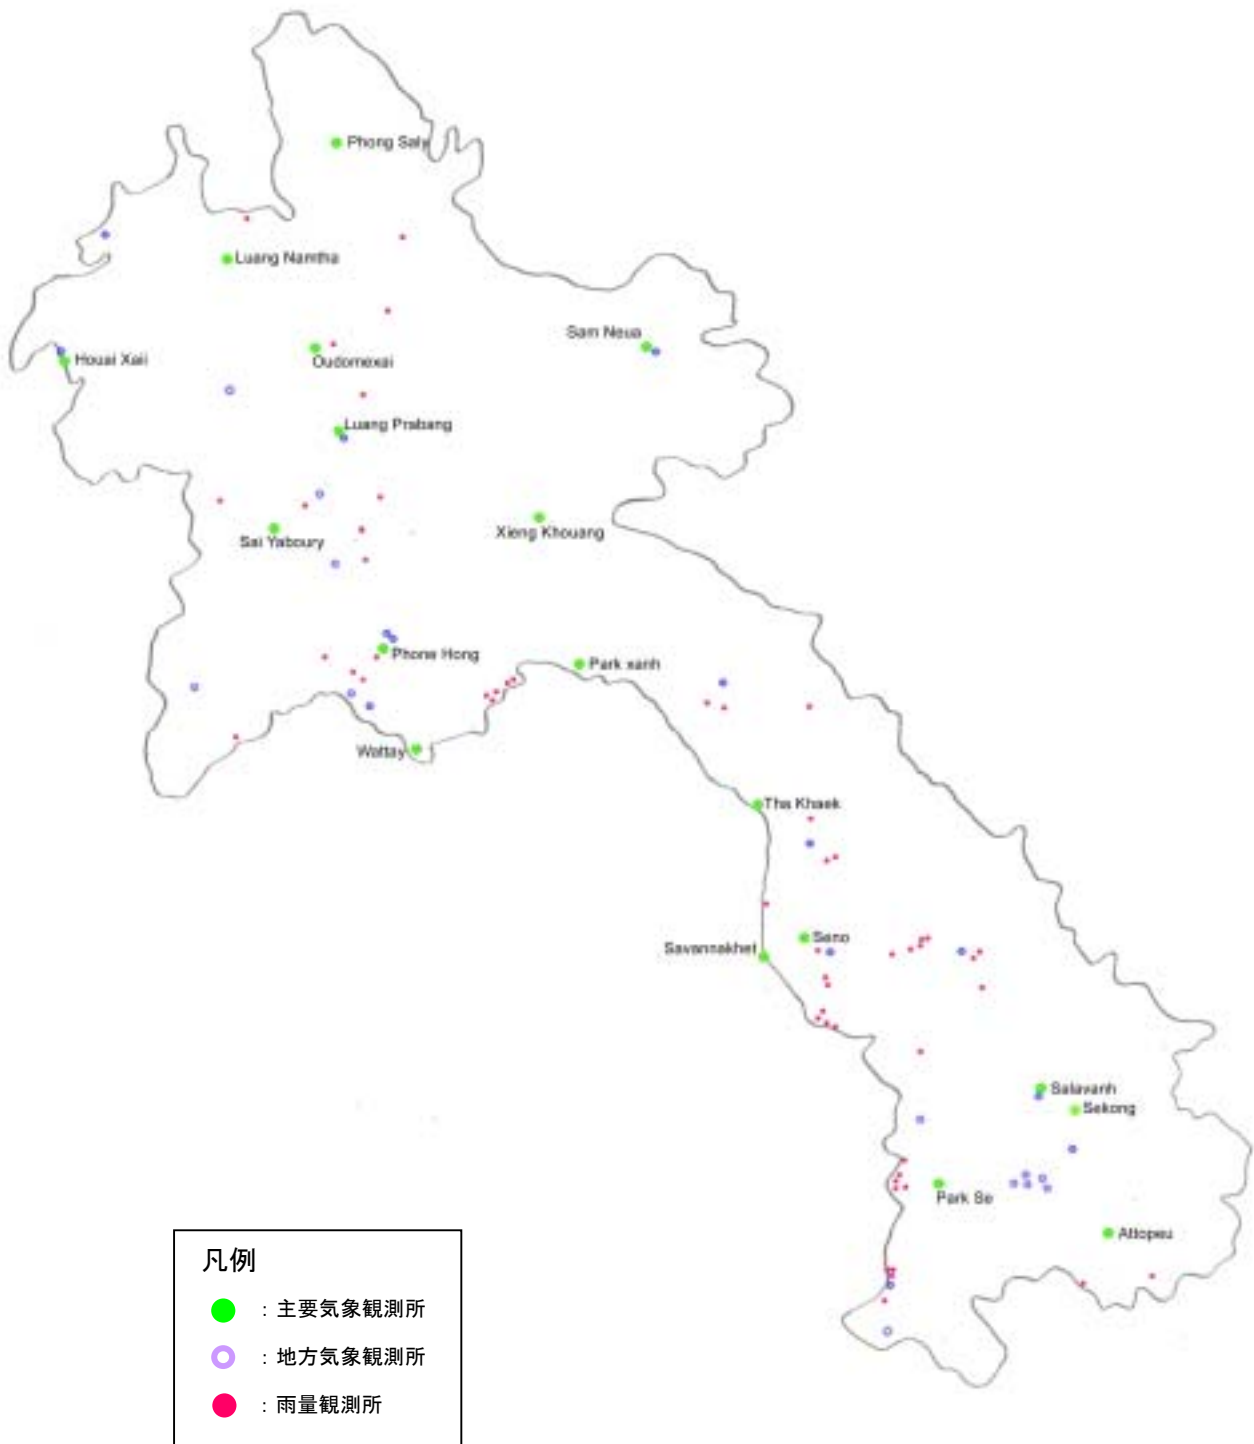 Phong Saly
Luang Namtha
Sam Neua
Houai Xaii
Oudomexai
Luang Prabang
Xieng Khouang
Sai Yaboury
Phone Hong
Park xanh
Wattay
Tha Khaek
Seno
Savannakhet
Salavanh
Sekong
Park Se
Attopeu
凡例
：主要気象観測所
：地方気象観測所
：雨量観測所